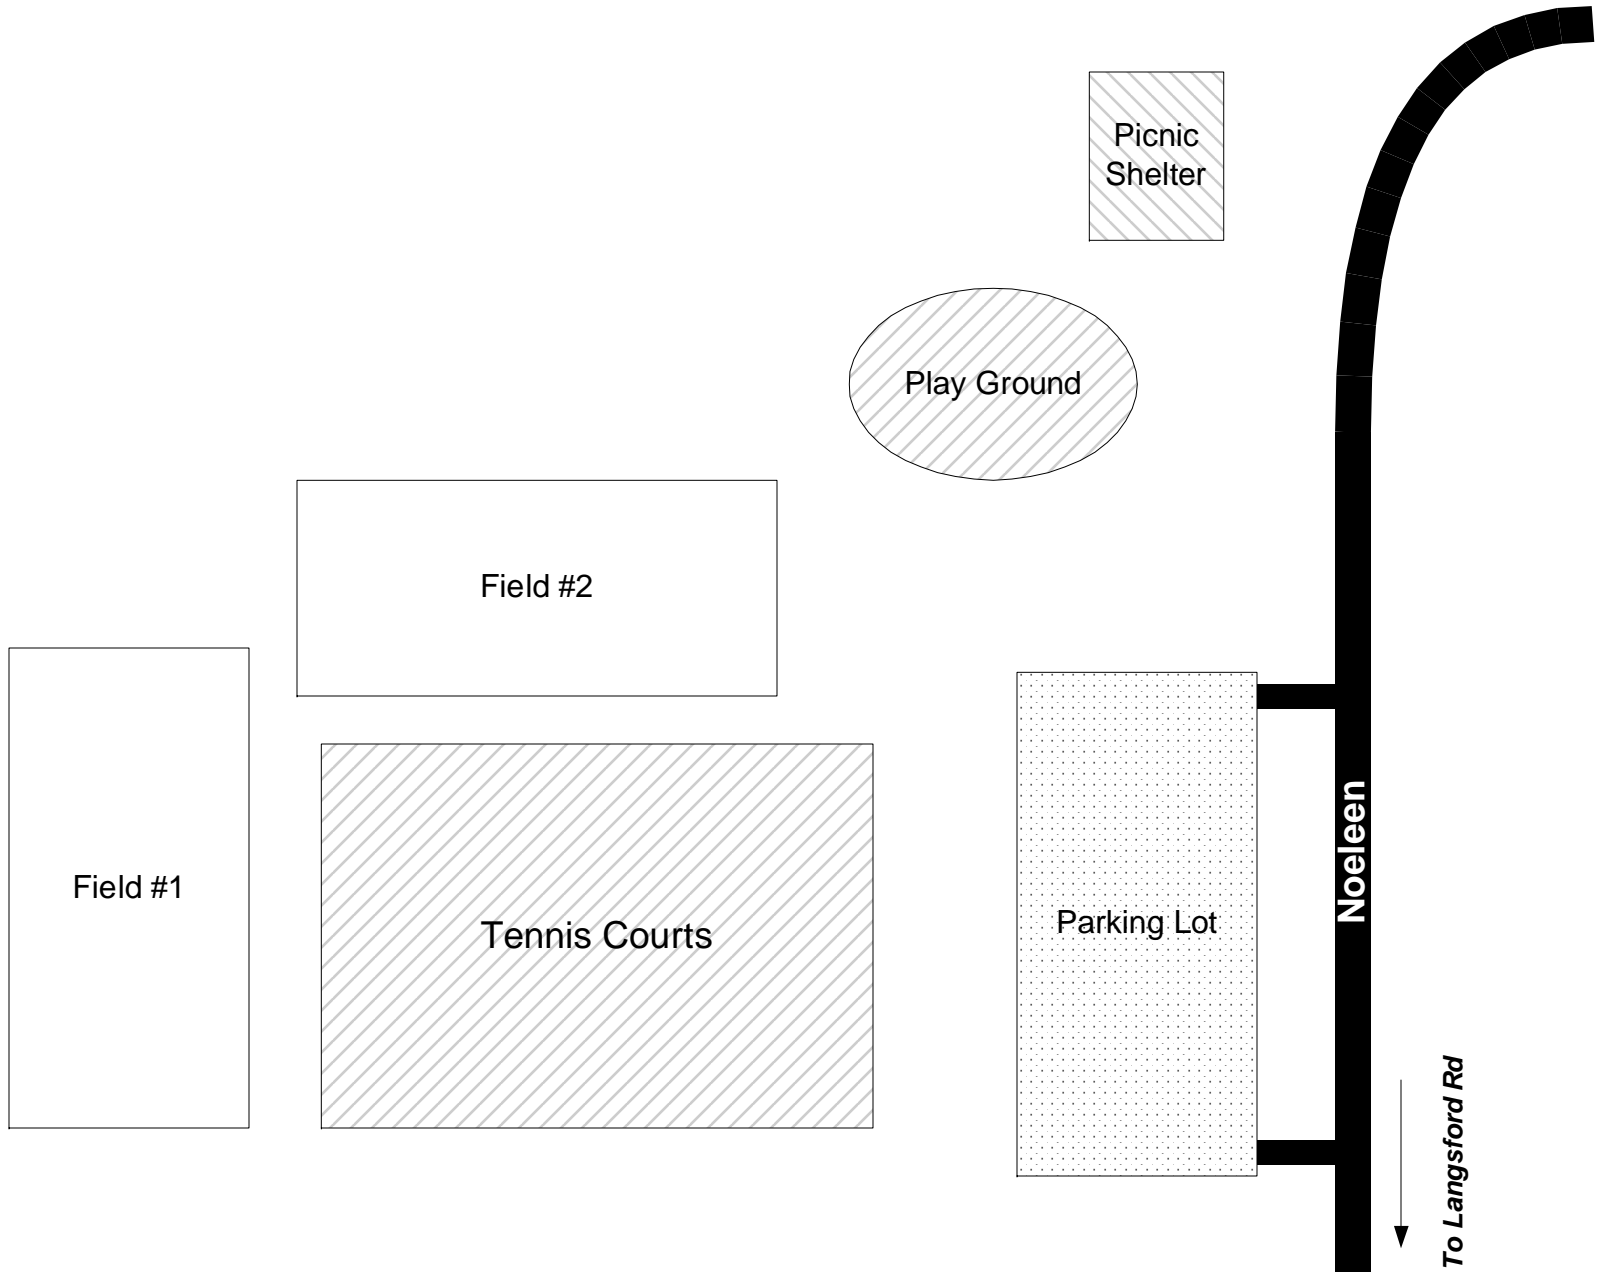 Picnic
Shelter
Play Ground
Field #2
Field #1
Tennis Courts
Parking Lot
Noeleen
To Langsford Rd